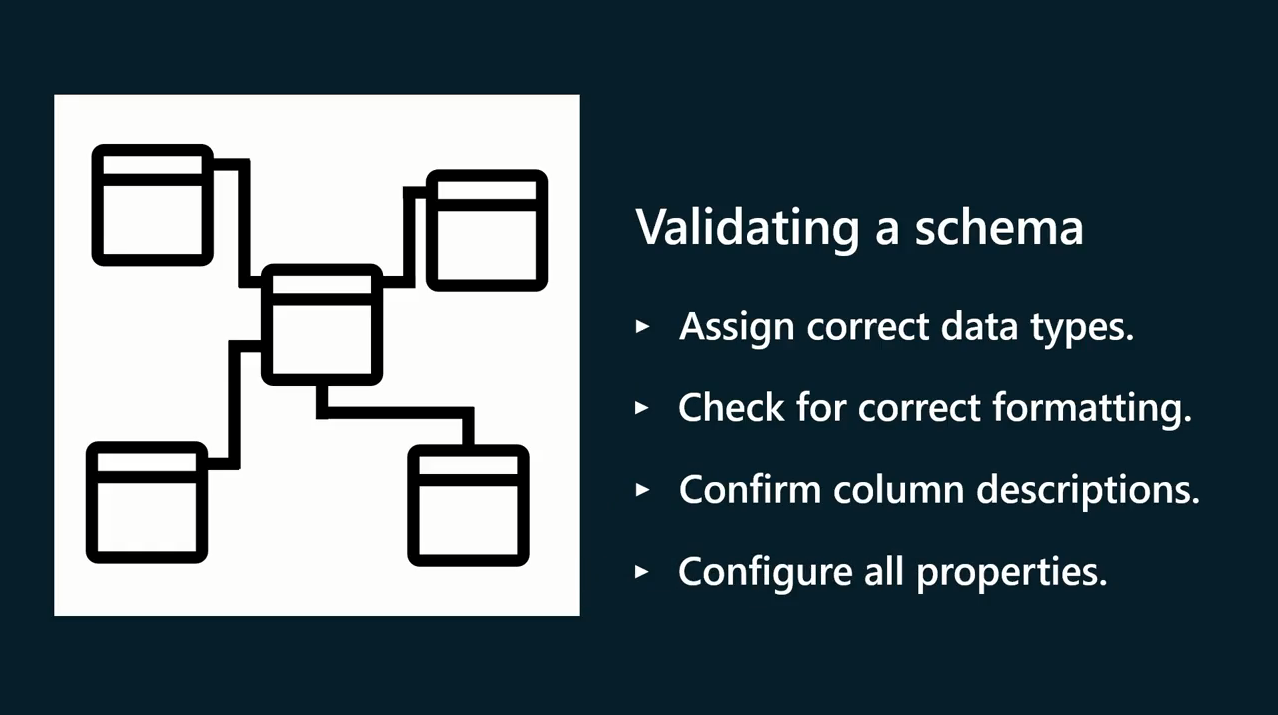 Validating a schema
▸ Assign correct data types.
▸ Check for correct formatting.
▸ Confirm column descriptions.
▸ Configure all properties.